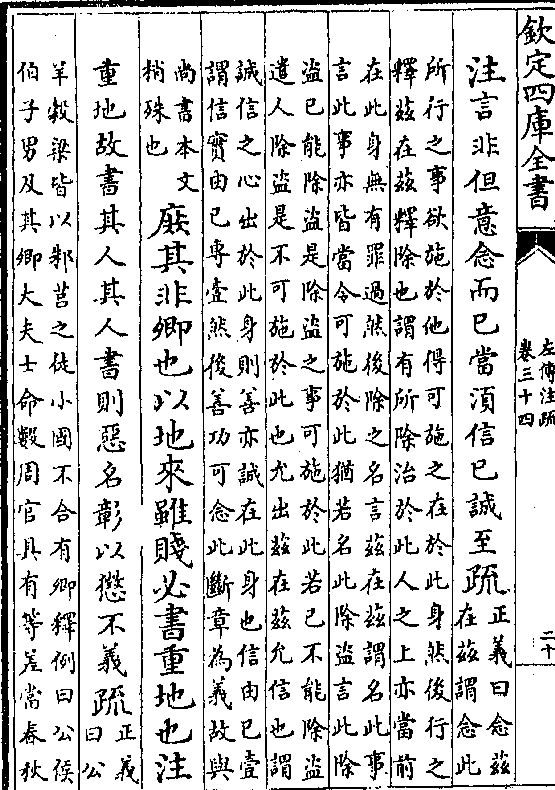 欽定四庫全書
左傳注疏
卷三十四
二十
注言非但意念而已當須信已誠至疏
正義曰念茲
在茲謂念此
所行之事欲施於他得可施之在於此身然後行之
釋茲在茲釋除也謂有所除治於此人之上亦當前
在此身無有罪過然後除之名言茲在茲謂名此事
言此事亦皆當令可施於此猶若名此除盜言此除
盜已能除盜是除盜之事可施於此若已不能除盜
遣人除盜是不可施於此也允出茲在茲允信也謂
誠信之心出於此身則善亦誠在此身也信由已壹
謂信實由已專壹然後善功可念此斷章為義故與
尚書本文
稍殊也
庶其非卿也以地來雖賤必書重地也注
重地故書其人其人書則惡名彰以懲不義疏
正義
曰公
羊穀梁皆以邾莒之徒小國不合有卿釋例曰公侯
伯子男及其卿大夫士命數周官具有等差當春秋